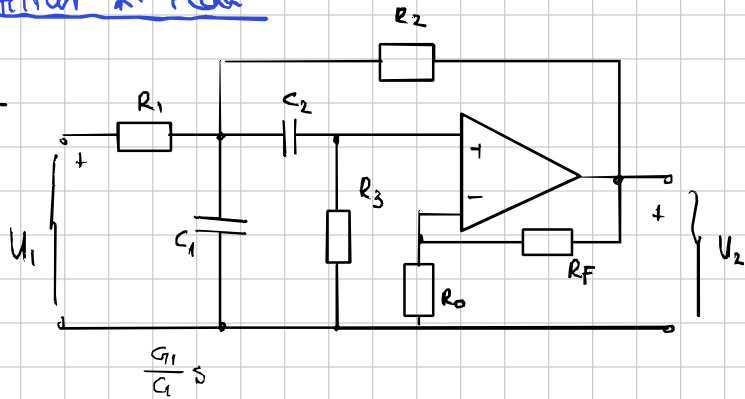 R2
R1
C2
+
+
R3
-
+
U1
C1
U2
RF
R0
G1
C1 s